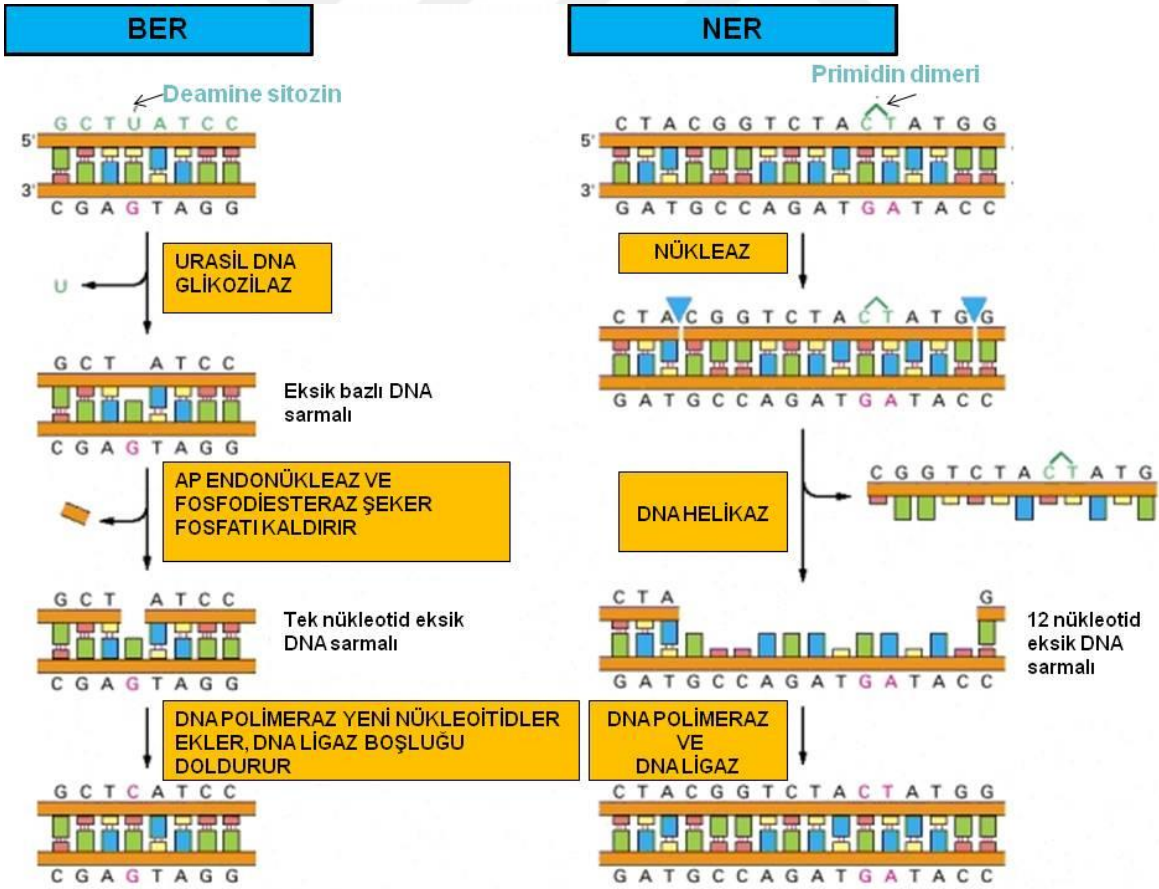 BER
Deamine sitozin
G C T U A T C C
5'
3'
C G A G T A G G
URASİL DNA
GLİKOZİLAZ
U
G C T A T C C
Eksik bazlı DNA
sarmalı
C G A G T A G G
AP ENDONÜKLEAZ VE
FOSFODİESTERAZ ŞEKER
FOSFATI KALDIRIR
G C T A T C C
Tek nükleotid eksik
DNA sarmalı
C G A G T A G G
DNA POLİMERAZ YENİ NÜKLEOİTİDLER
EKLER, DNA LİGAZ BOŞLUĞU
DOLDURUR
G C T C A T C C
C G A G T A G G
NER
Primidin dimeri
C T A C G G T C T A C T A T G G
5'
3'
G A T G C C A G A T G A T A C C
NÜKLEAZ
C T A C G G T C T A C T A T G G
G A T G C C A G A T G A T A C C
DNA HELİKAZ
C G G T C T A C T A T G
C T A G
12 nükleotid
eksik DNA
sarmalı
G A T G C C A G A T G A T A C C
DNA POLİMERAZ
VE
DNA LİGAZ
C T A C G G T C T A C T A T G G
G A T G C C A G A T G A T A C C